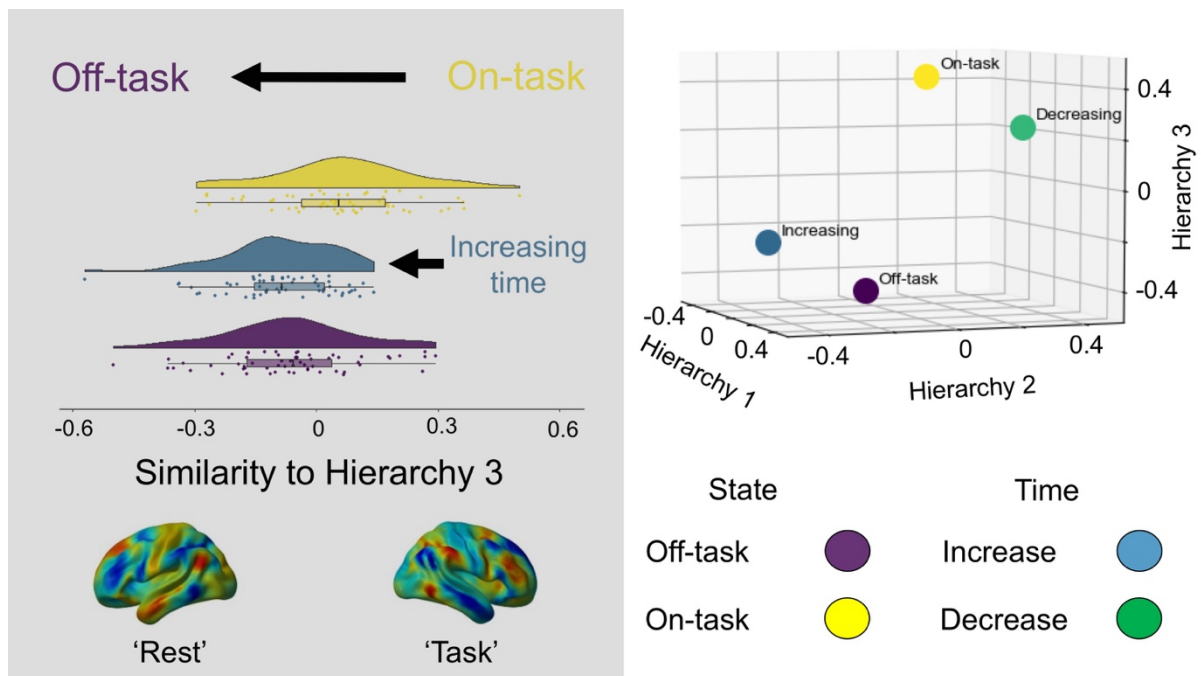 Off-task
On-task
Increasing
time
-0.6
-0.3
0
0.3
0.6
Similarity to Hierarchy 3
‘Rest’
‘Task’
On-task
Decreasing
Increasing
Off-task
0.4
0
-0.4
Hierarchy 3
-0.4
0
0.4
Hierarchy 1
-0.4
0
0.4
Hierarchy 2
State
Time
Off-task
Increase
On-task
Decrease